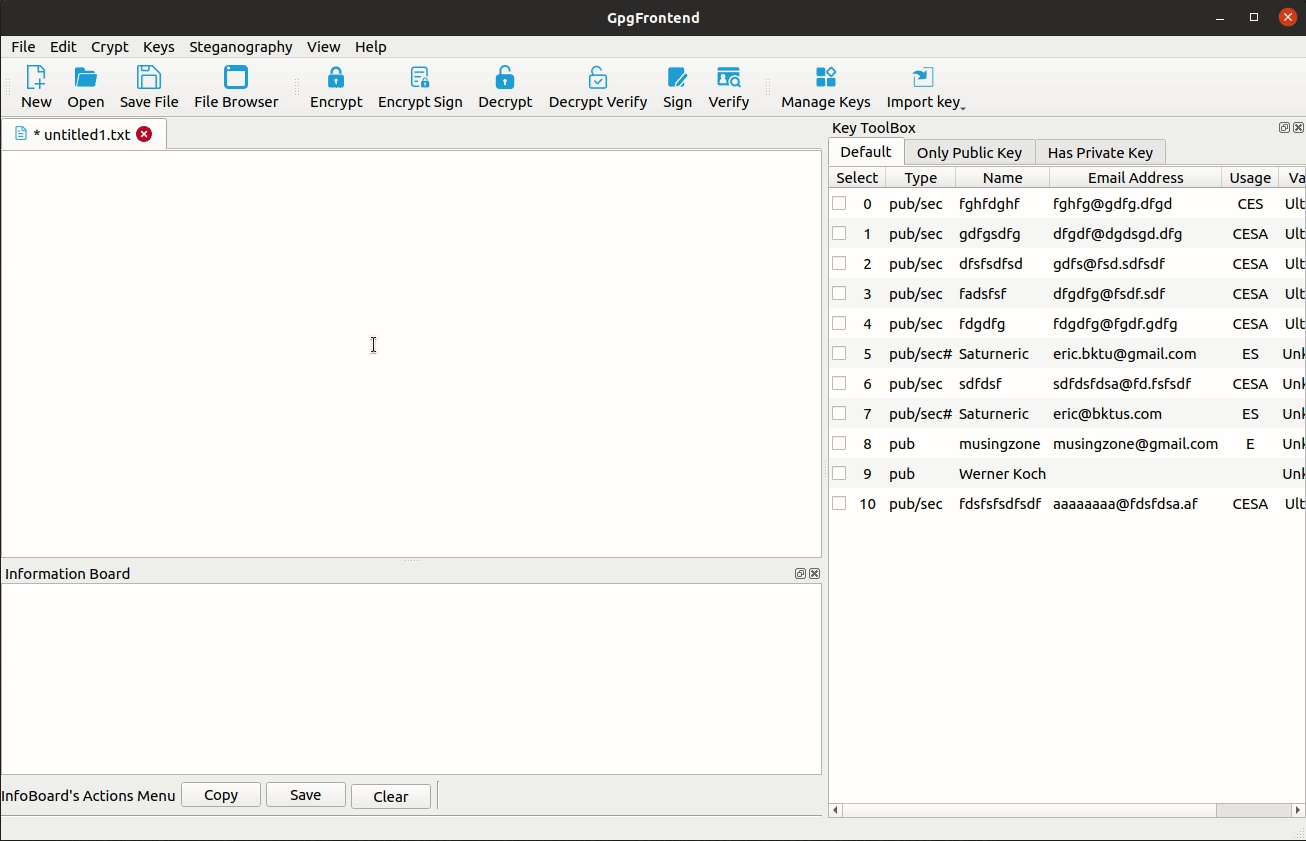 GpgFrontend
File Edit Crypt Keys Steganography View Help
New Open Save File File Browser Encrypt Encrypt Sign Decrypt Decrypt Verify Sign Verify Manage Keys Import key
* untitled1.txt
Key ToolBox
Default Only Public Key Has Private Key
Select Type Name Email Address Usage Va
0 pub/sec fghfdghf fghfg@gdfg.dfgd CES Ult
1 pub/sec gdfgsdfg dfgdf@dgdsgd.dfg CESA Ult
2 pub/sec dfsfsdfsd gdfs@fsd.sdfsdf CESA Ult
3 pub/sec fadsfsf dfgdfg@fsdf.sdf CESA Ult
4 pub/sec fdgdfg fdgdfg@fgdf.gdfg CESA Ult
5 pub/sec# Saturneric eric.bktu@gmail.com ES Unk
6 pub/sec sdfdsf sdfdsfdsa@fd.fsfsdf CESA Ult
7 pub/sec# Saturneric eric@bktus.com ES Unk
8 pub musingzone musingzone@gmail.com E Unk
9 pub Werner Koch Unk
10 pub/sec fdsfsfsdfsdf aaaaaaaa@fdsfdsa.af CESA Ult
Information Board
InfoBoard's Actions Menu Copy Save Clear